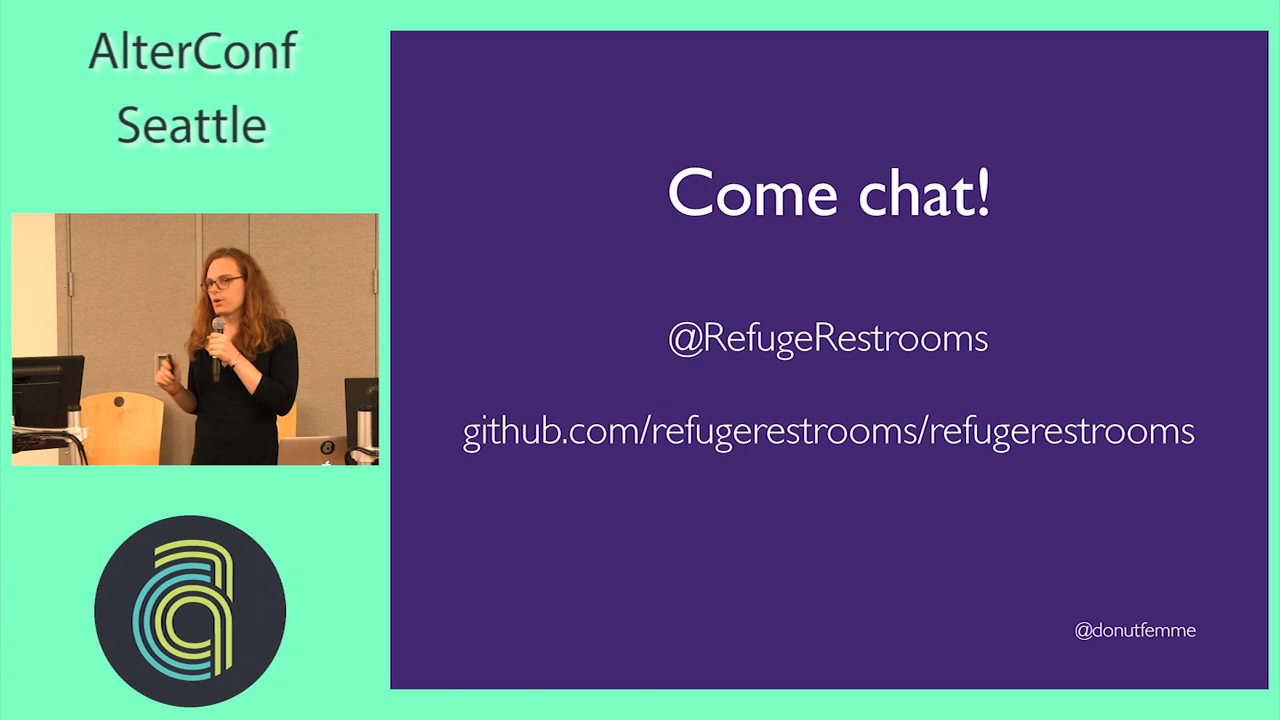 AlterConf
Seattle
Come chat!
@RefugeRestrooms
github.com/refugerestrooms/refugerestrooms
@donutfemme